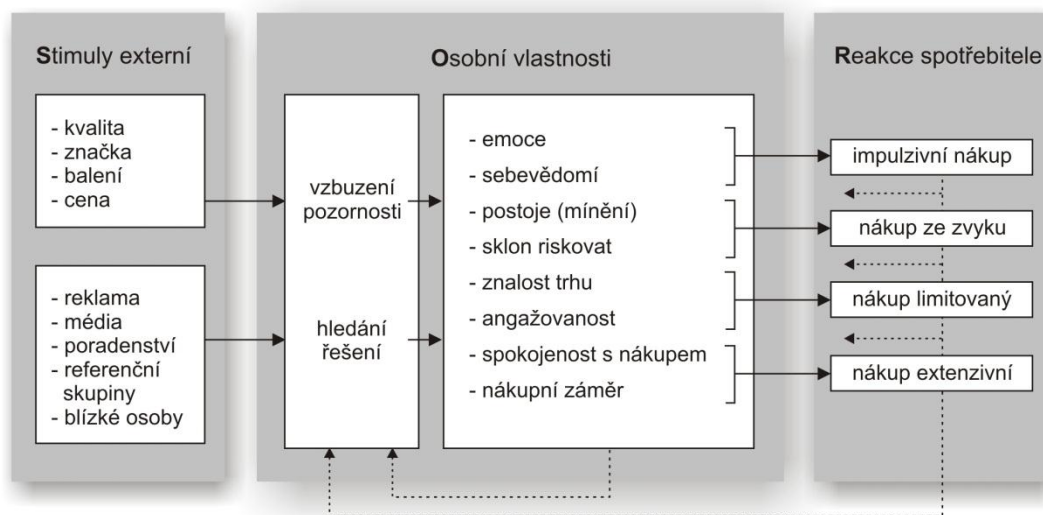 Stimuly externí
- kvalita
- značka
- balení
- cena
- reklama
- média
- poradenství
- referenční
skupiny
- blízké osoby
Osobní vlastnosti
vzbuzení
pozornosti
hledání
řešení
- emoce
- sebevědomí
- postoje (mínění)
- sklon riskovat
- znalost trhu
- angažovanost
- spokojenost s nákupem
- nákupní záměr
Reakce spotřebitele
impulzivní nákup
nákup ze zvyku
nákup limitovaný
nákup extenzivní